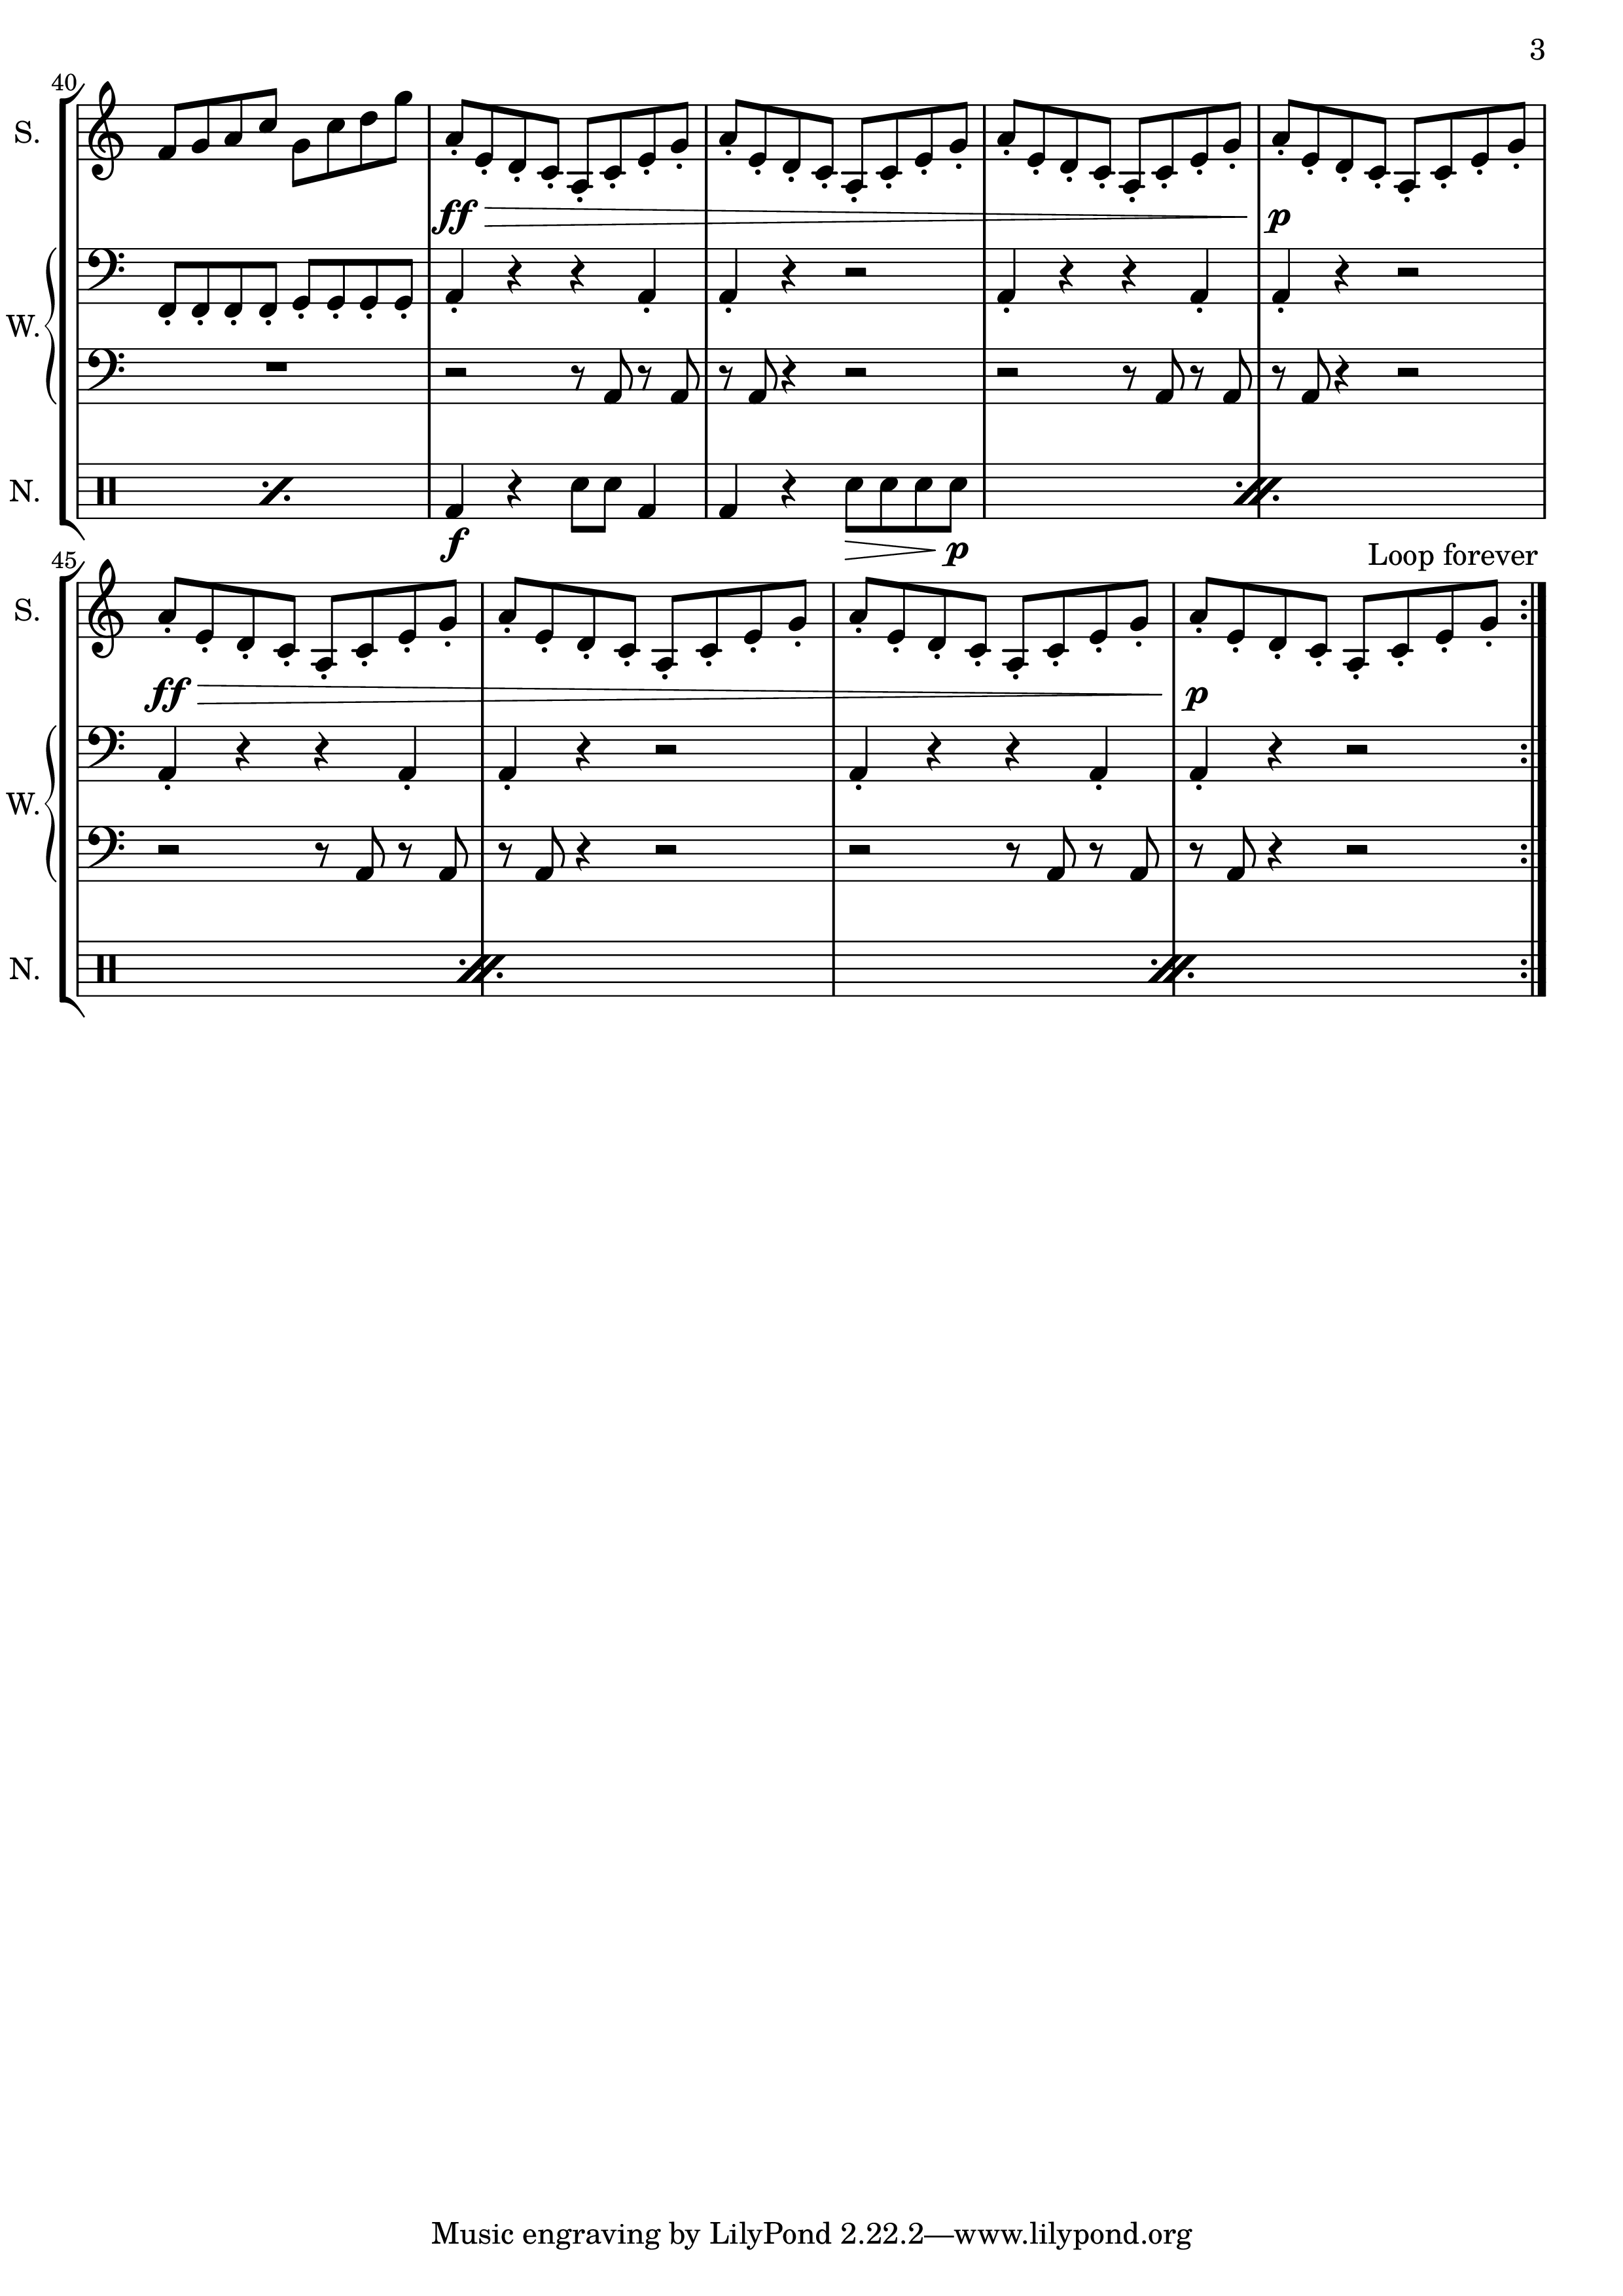 3
40
S.
ff
p
W.
N.
f
p
Loop forever
45
S.
ff
p
W.
N.
Music engraving by LilyPond 2.22.2—www.lilypond.org